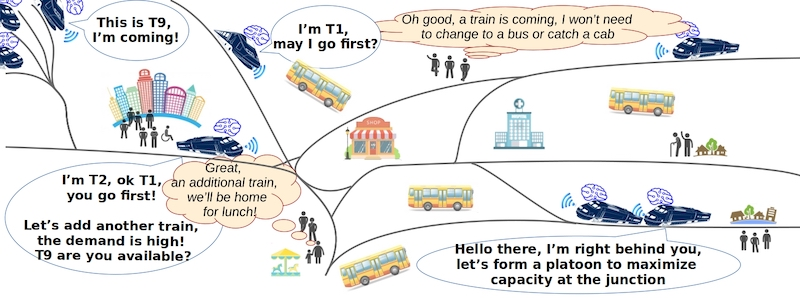 This is T9,
I'm coming!
I'm T1,
may I go first?
Oh good, a train is coming, I won't need
to change to a bus or catch a cab
SHOP
I'm T2, ok T1,
you go first!
Let's add another train,
the demand is high!
T9 are you available?
Great,
an additional train,
we'll be home
for lunch!
Hello there, I'm right behind you,
let's form a platoon to maximize
capacity at the junction